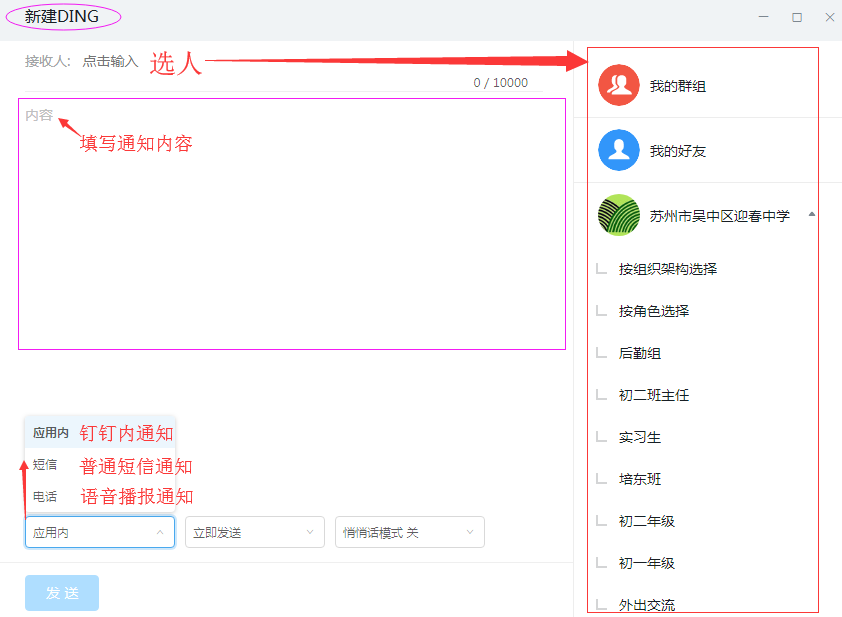 新建DING
接收人: 点击输入 选人
0 / 10000
内容
填写通知内容
应用内 钉钉内通知
短信 普通短信通知
电话 语音播报通知
应用内
立即发送
悄悄话模式 关
发 送
我的群组
我的好友
苏州市吴中区迎春中学
按组织架构选择
按角色选择
后勤组
初二班主任
实习生
培东班
初二年级
初一年级
外出交流